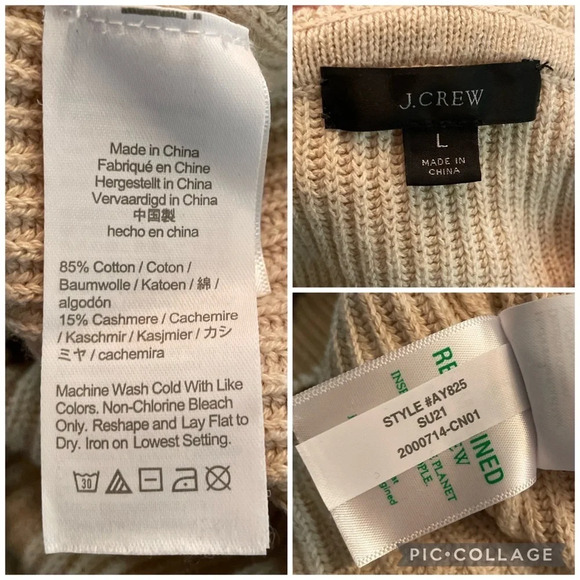 Made in China
Fabriqué en Chine
Hergestellt in China
Vervaardigd in China
中国製
hecho en china
85% Cotton / Coton /
Baumwolle / Katoen / 綿 /
algodón
15% Cashmere / Cachemire
/ Kaschmir / Kasjmier / カシ
ミヤ / cachemira
Machine Wash Cold With Like
Colors. Non-Chlorine Bleach
Only. Reshape and Lay Flat to
Dry. Iron on Lowest Setting.
30
J.CREW
L
MADE IN
CHINA
STYLE #AY825
SU21
2000714-CN01
PLANET
PIC•COLLAGE